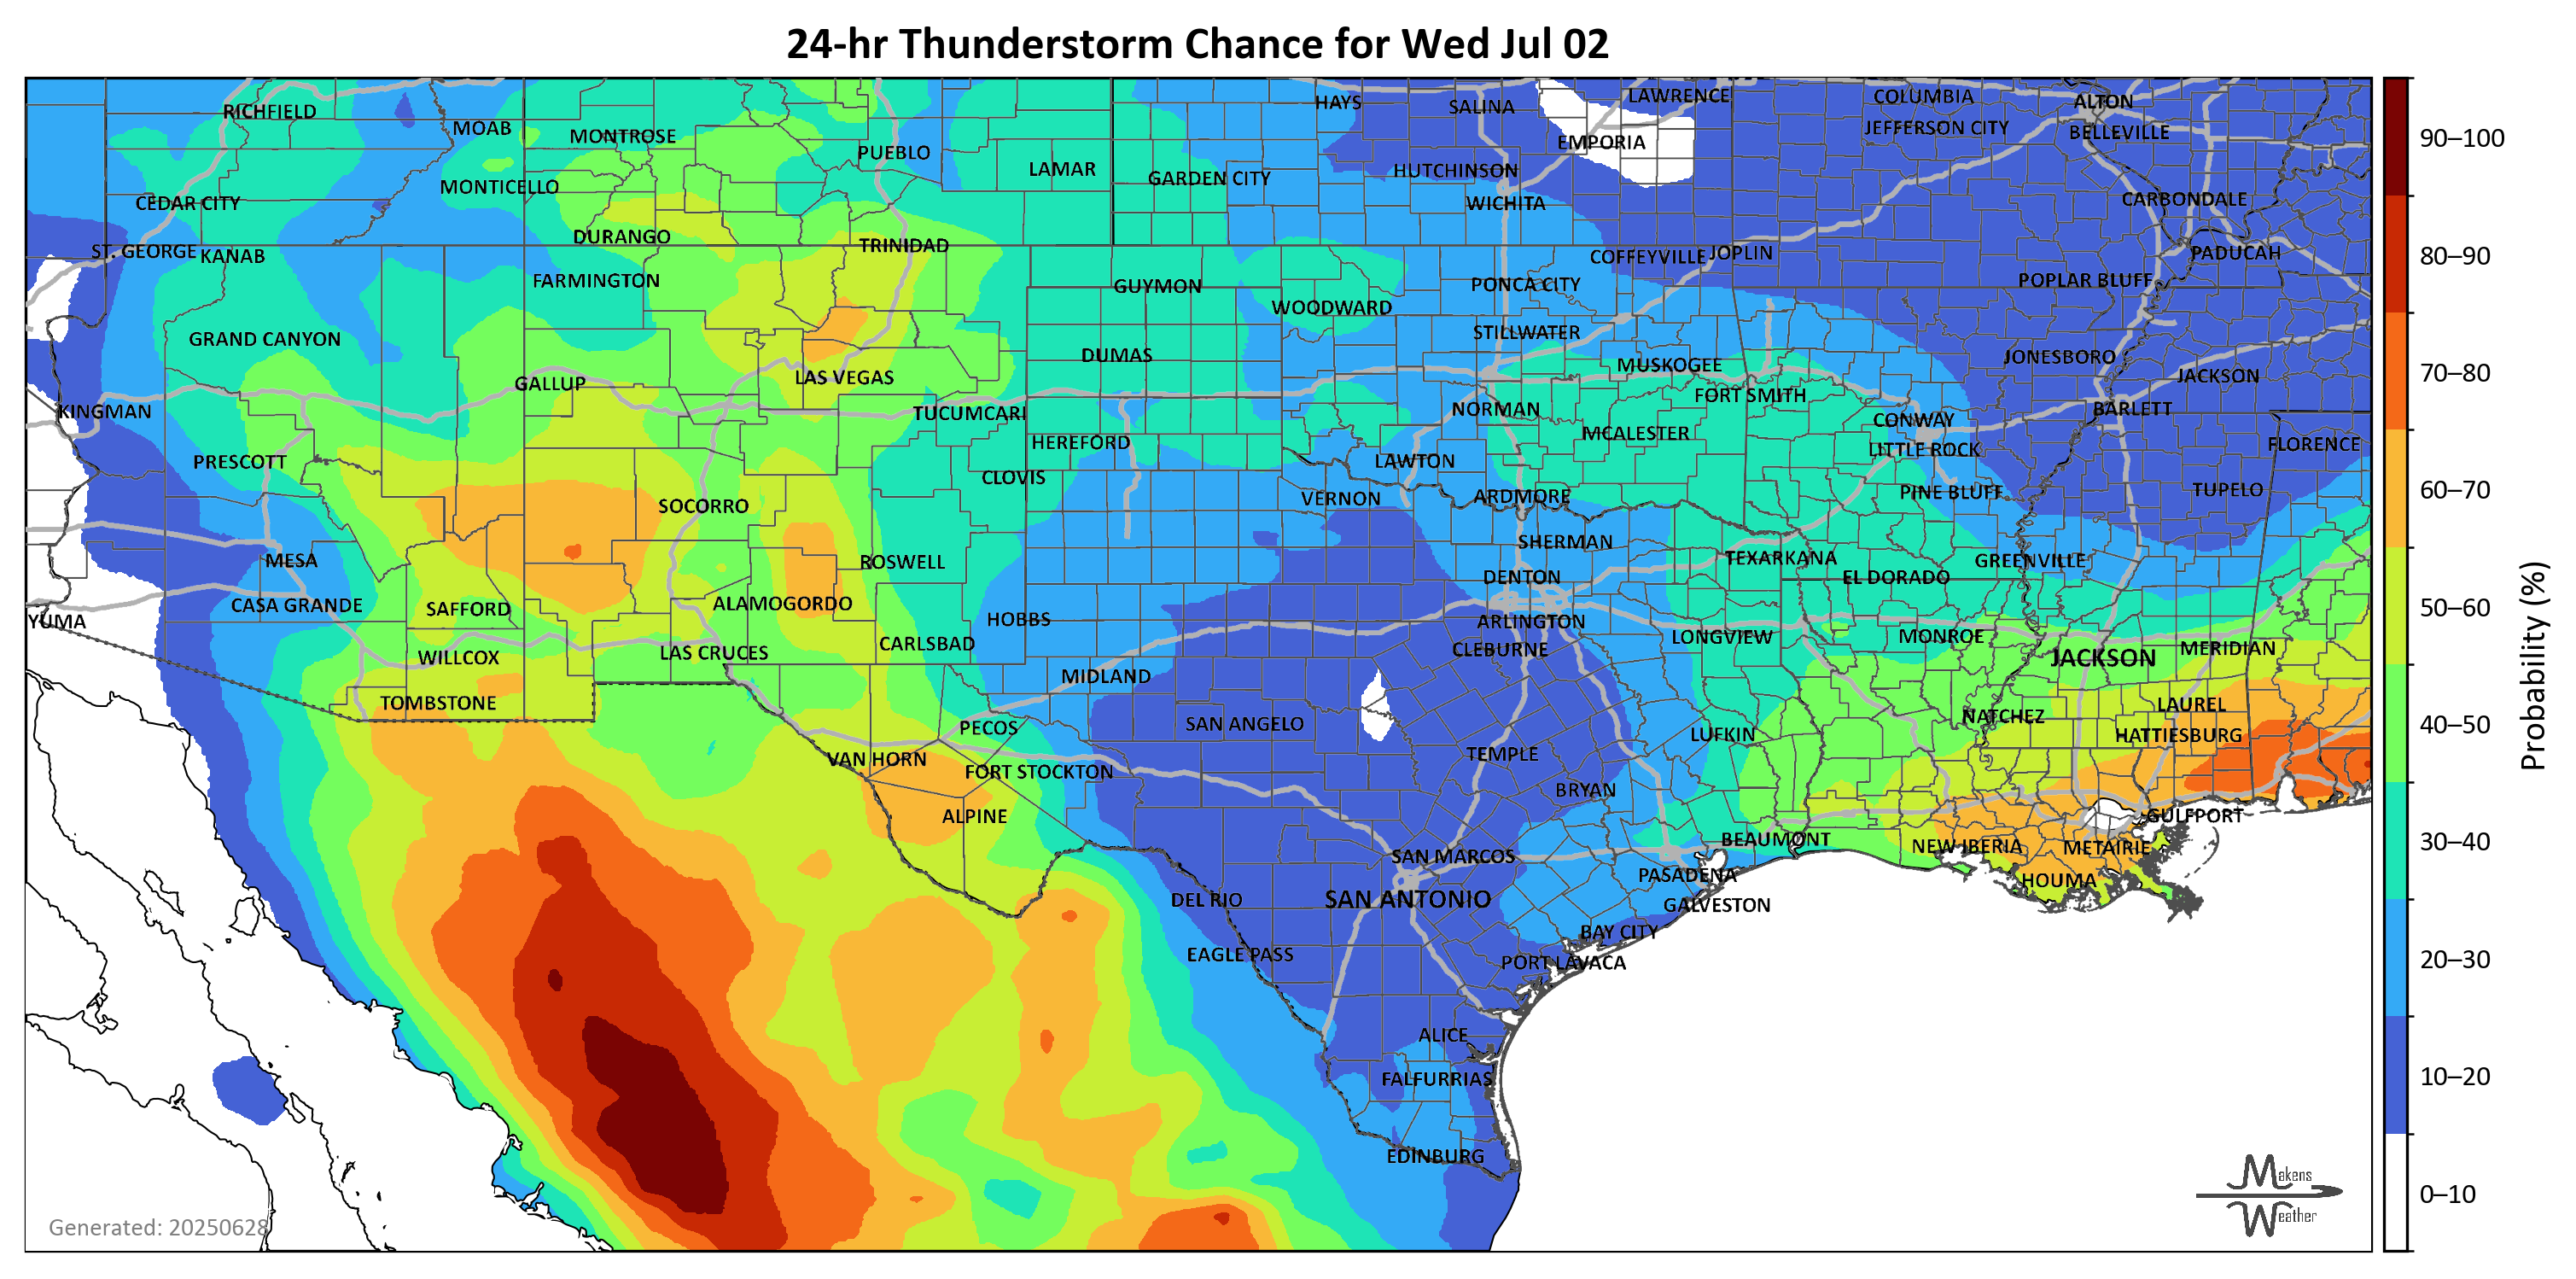 24-hr Thunderstorm Chance for Wed Jul 02
RICHFIELD
MOAB
MONTROSE
PUEBLO
LAMAR
HAYS
SALINA
LAWRENCE
EMPORIA
COLUMBIA
JEFFERSON CITY
ALTON
BELLEVILLE
90–100
CEDAR CITY
MONTICELLO
GARDEN CITY
HUTCHINSON
WICHITA
CARBONDALE
ST. GEORGE
KANAB
DURANGO
TRINIDAD
COFFEYVILLE
JOPLIN
PADUCAH
80–90
FARMINGTON
GUYMON
WOODWARD
PONCA CITY
POPLAR BLUFF
GRAND CANYON
DUMAS
STILLWATER
MUSKOGEE
JONESBORO
JACKSON
70–80
KINGMAN
GALLUP
LAS VEGAS
TUCUMCARI
NORMAN
FORT SMITH
CONWAY
BARLETT
PRESCOTT
HEREFORD
CLOVIS
LAWTON
MCALESTER
LITTLE ROCK
FLORENCE
SOCORRO
VERNON
ARDMORE
PINE BLUFF
TUPELO
60–70
MESA
ROSWELL
SHERMAN
TEXARKANA
GREENVILLE
CASA GRANDE
SAFFORD
ALAMOGORDO
DENTON
EL DORADO
50–60
YUMA
HOBBS
ARLINGTON
WILLCOX
LAS CRUCES
CARLSBAD
CLEBURNE
LONGVIEW
MONROE
JACKSON
MERIDIAN
TOMBSTONE
MIDLAND
PECOS
SAN ANGELO
NATCHEZ
LAUREL
40–50
VAN HORN
FORT STOCKTON
TEMPLE
LUFKIN
HATTIESBURG
Probability (%)
ALPINE
BRYAN
GULFPORT
SAN MARCOS
BEAUMONT
NEW IBERIA
METAIRIE
30–40
DEL RIO
SAN ANTONIO
PASADENA
GALVESTON
HOUMA
EAGLE PASS
BAY CITY
PORT LAVACA
20–30
ALICE
FALFURRIAS
10–20
EDINBURG
Makens
Weather
0–10
Generated: 20250628